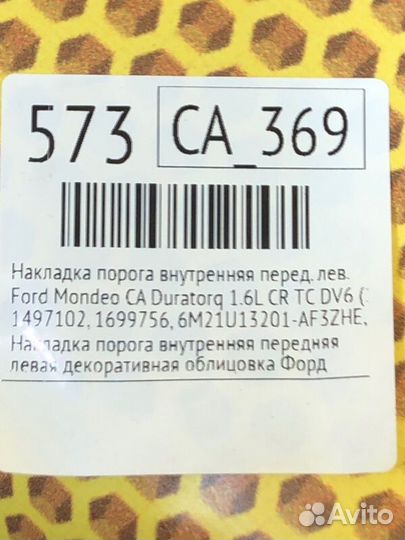 573 CA_369
Накладка порога внутренняя перед. лев.
Ford Mondeo CA Duratorq 1.6L CR TC DV6 (
1497102, 1699756, 6M21U13201-AF3ZHE,
Накладка порога внутренняя передняя
левая декоративная облицовка Форд
Avito